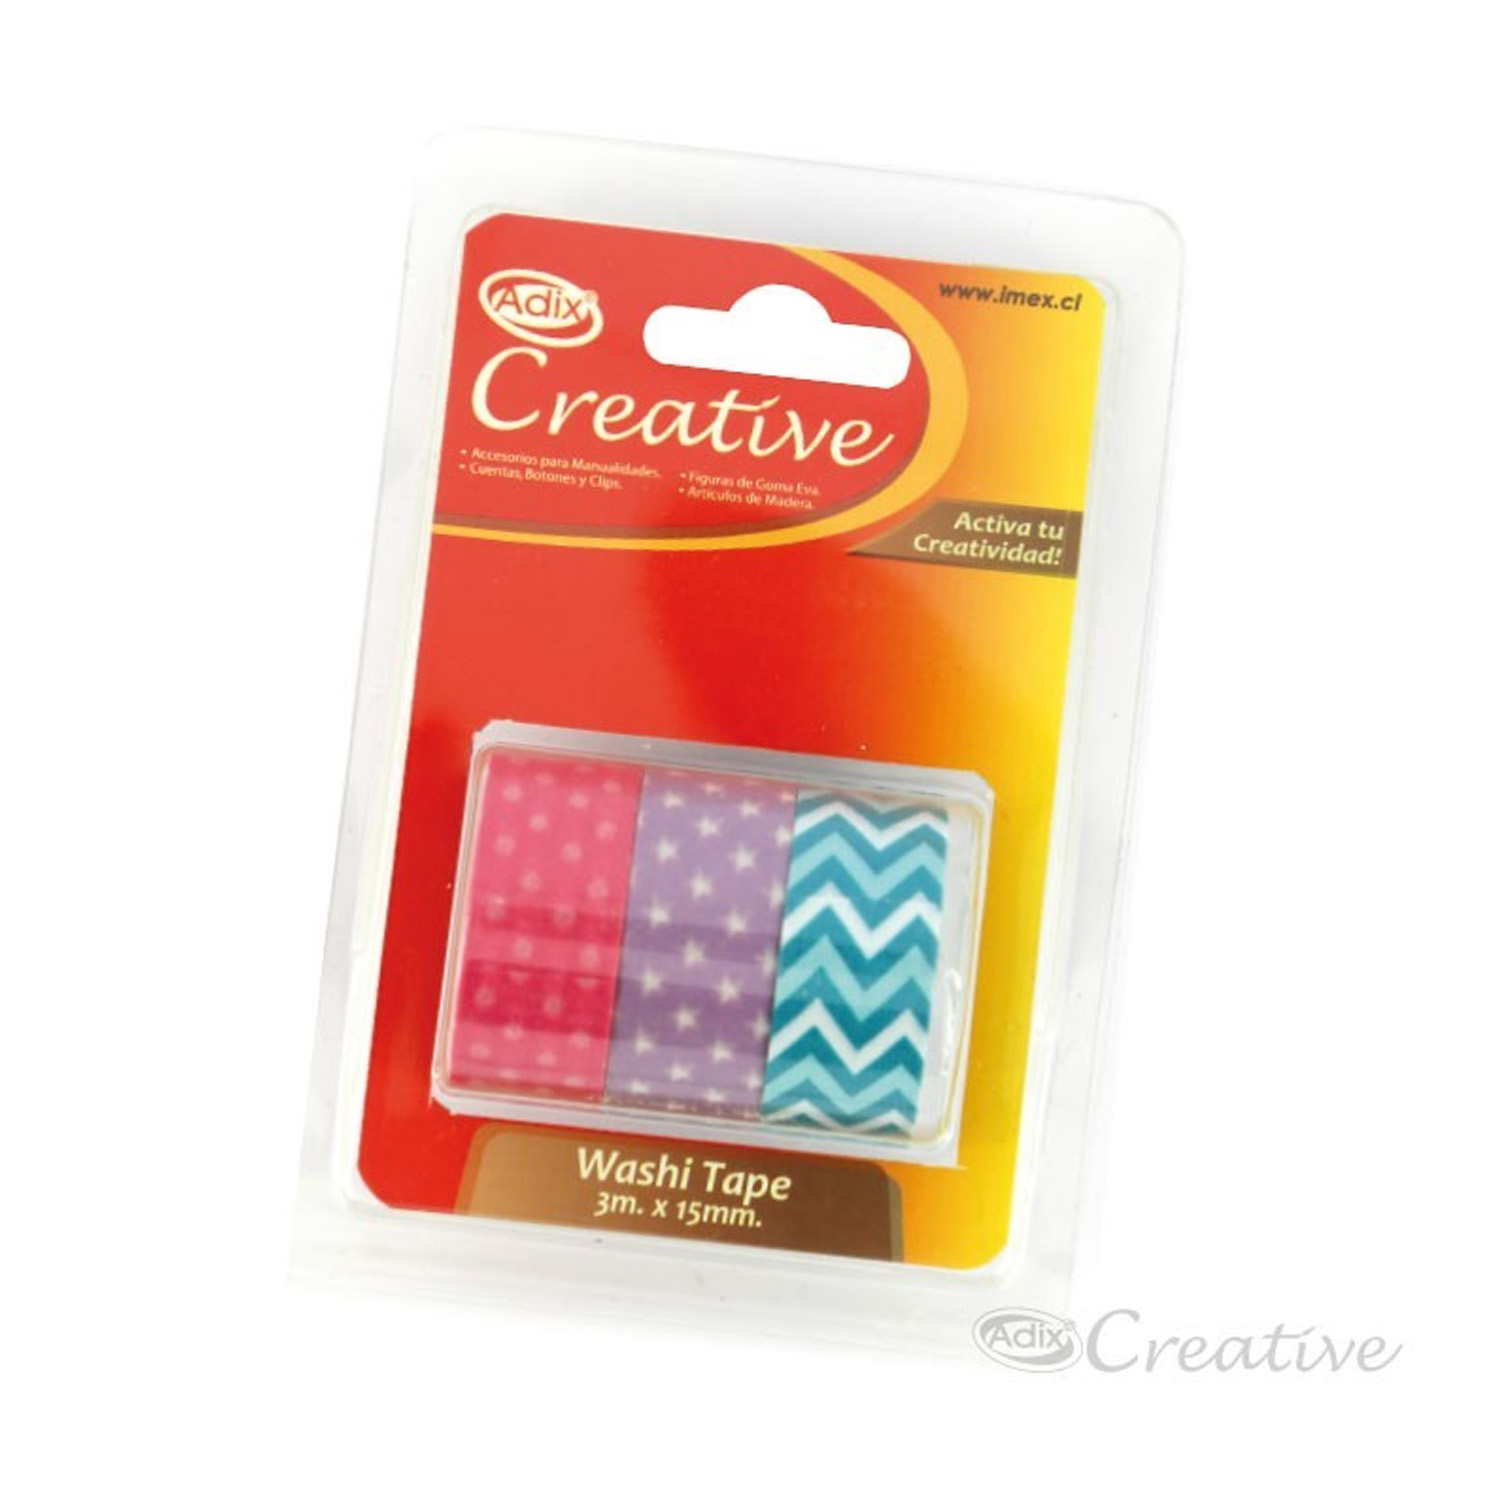 Adix®
www.imex.cl
Creative
• Accesorios para Manualidades.
• Cuentas, Botones y Clips.
• Figuras de Goma Eva.
• Artículos de Madera.
Activa tu
Creatividad!
Washi Tape
3m. x 15mm.
Adix® Creative